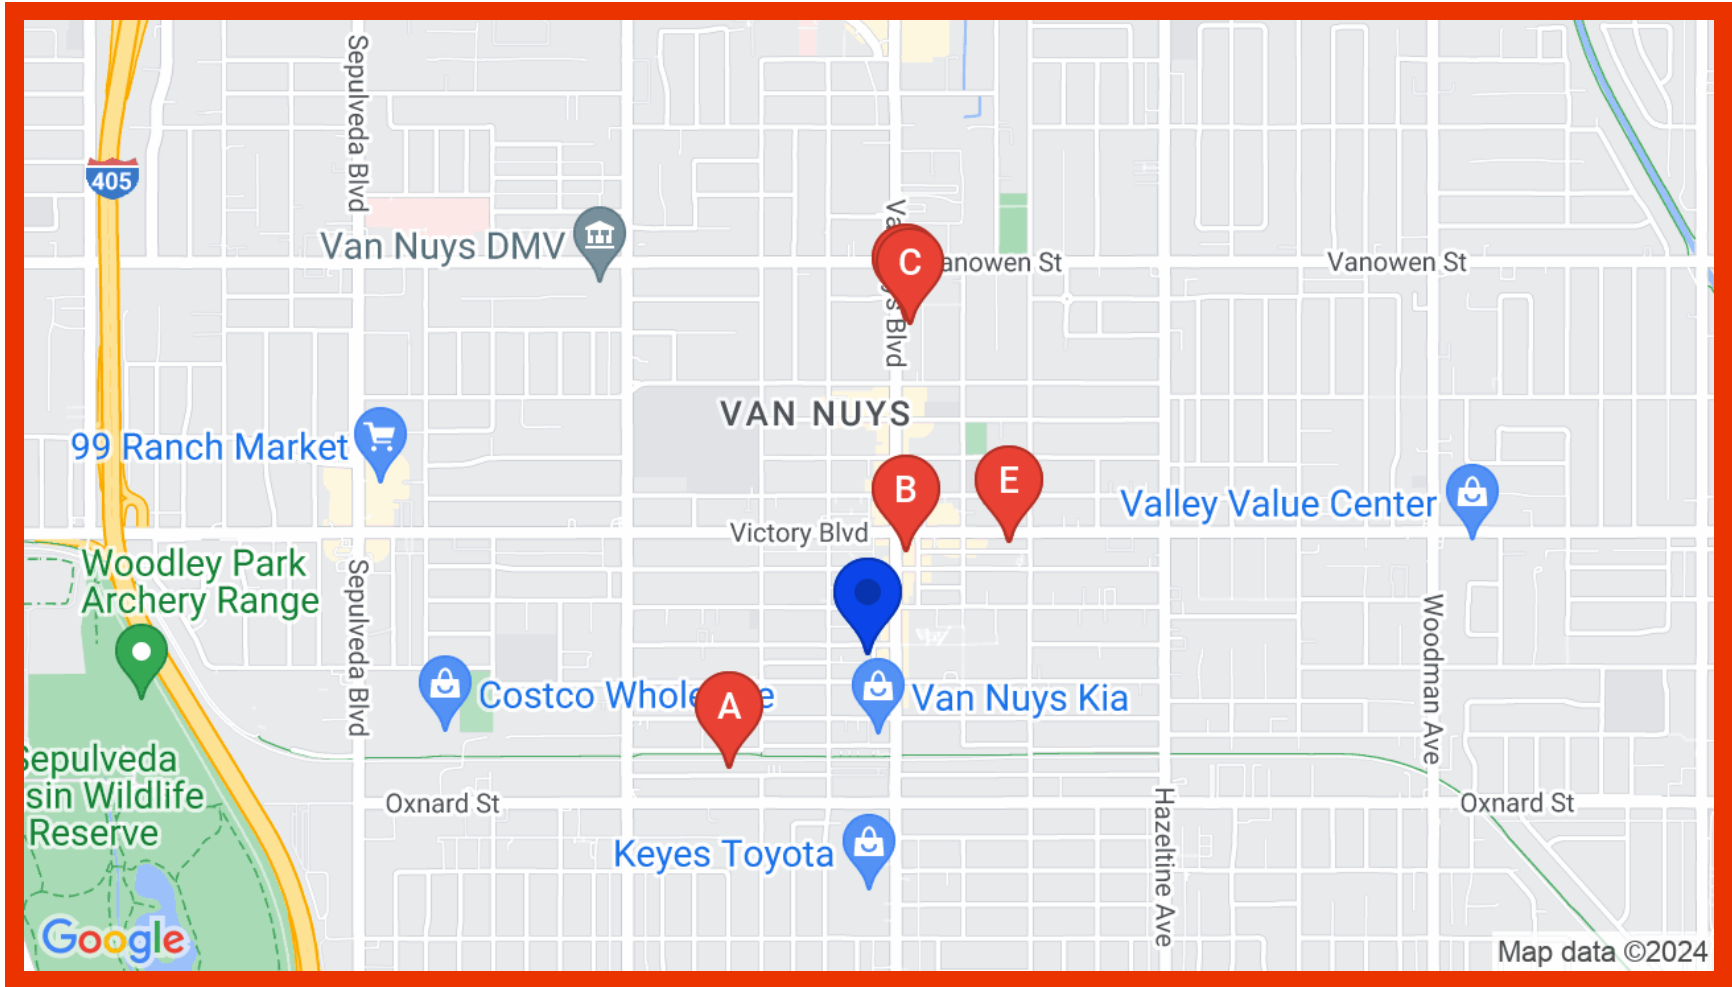 Sepulveda Blvd
405
Van Nuys DMV
C
anowen St
Vanowen St
s Blvd
VAN NUYS
99 Ranch Market
B
E
Valley Value Center
Victory Blvd
Woodley Park
Archery Range
Sepulveda Blvd
Woodman Ave
Costco Whole
A
Van Nuys Kia
Sepulveda
sin Wildlife
Reserve
Oxnard St
Oxnard St
Hazeltine Ave
Keyes Toyota
Google
Map data ©2024